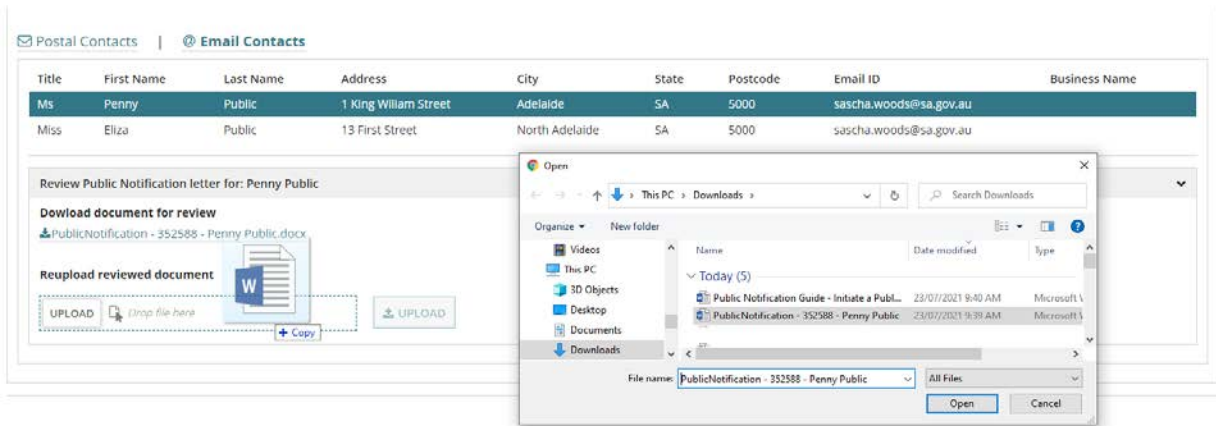 Postal Contacts | @ Email Contacts
Title First Name Last Name Address City State Postcode Email ID Business Name
Ms Penny Public 1 King Wiliam Street Adelaide SA 5000 sascha.woods@sa.gov.au
Miss Eliza Public 13 First Street North Adelaide SA 5000 sascha.woods@sa.gov.au
Review Public Notification letter for: Penny Public
Dowload document for review
PublicNotification - 352588 - Penny Public.docx
Reupload reviewed document
UPLOAD Drop file here UPLOAD
W
+ Copy
Open
This PC > Downloads > Search Downloads
Organize New folder
Name Date modified Type
Videos
This PC
3D Objects
Desktop
Documents
Downloads
Today (5)
Public Notification Guide - Initiate a Publ... 23/07/2021 9:40 AM Microsoft
PublicNotification - 352588 - Penny Public 23/07/2021 9:39 AM Microsoft
File name: PublicNotification - 352588 - Penny Public All Files
Open Cancel